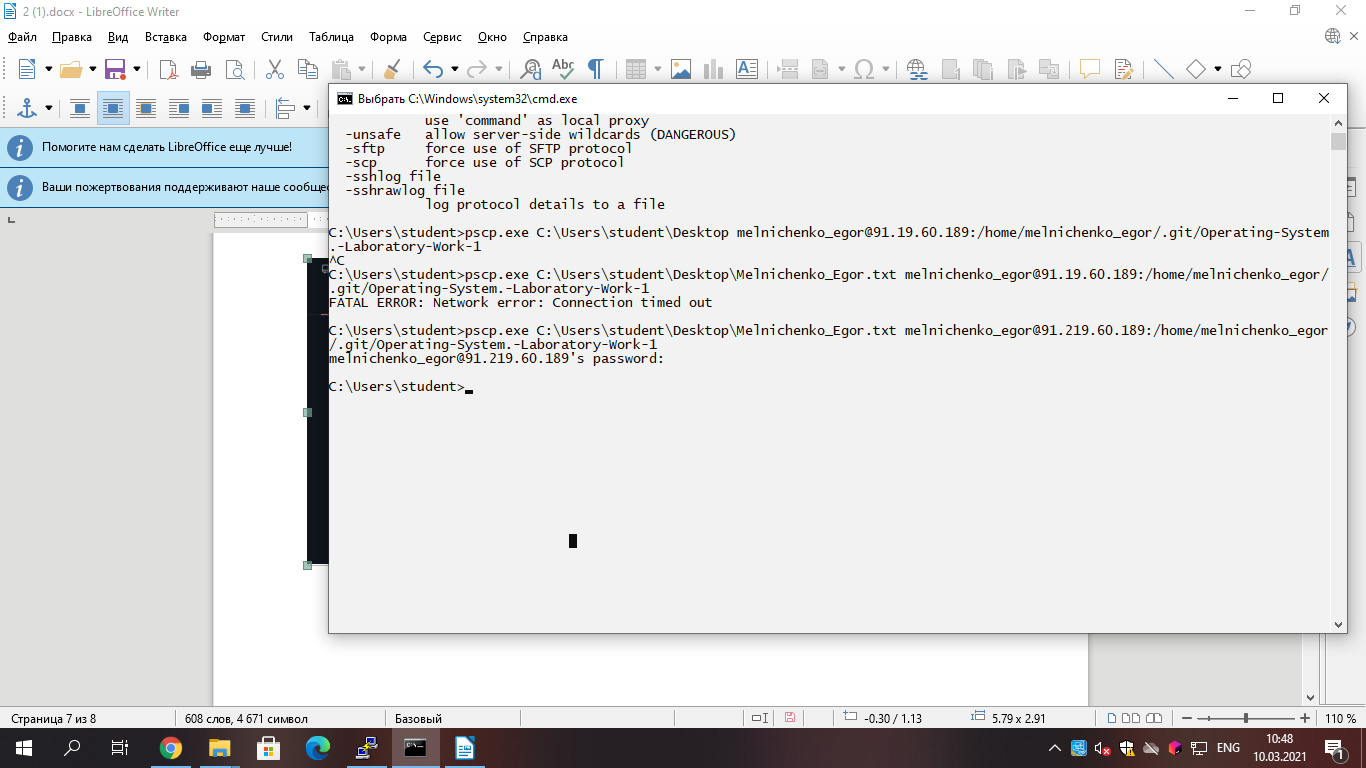 2 (1).docx - LibreOffice Writer
Файл Правка Вид Вставка Формат Стили Таблица Форма Сервис Окно Справка
Помогите нам сделать LibreOffice еще лучше!
Ваши пожертвования поддерживают наше сообщес
Выбрать C:\Windows\system32\cmd.exe
use 'command' as local proxy
-unsafe allow server-side wildcards (DANGEROUS)
-sftp force use of SFTP protocol
-scp force use of SCP protocol
-sshlog file
-sshrawlog file
log protocol details to a file
C:\Users\student>pscp.exe C:\Users\student\Desktop melnichenko_egor@91.19.60.189:/home/melnichenko_egor/.git/Operating-System
.-Laboratory-Work-1
^C
C:\Users\student>pscp.exe C:\Users\student\Desktop\Melnichenko_Egor.txt melnichenko_egor@91.19.60.189:/home/melnichenko_egor/
.git/Operating-System.-Laboratory-Work-1
FATAL ERROR: Network error: Connection timed out
C:\Users\student>pscp.exe C:\Users\student\Desktop\Melnichenko_Egor.txt melnichenko_egor@91.219.60.189:/home/melnichenko_egor
/.git/Operating-System.-Laboratory-Work-1
melnichenko_egor@91.219.60.189's password:
C:\Users\student>
Страница 7 из 8 608 слов, 4 671 символ Базовый -0.30 / 1.13 5.79 x 2.91 110 %
ENG 10:48
10.03.2021